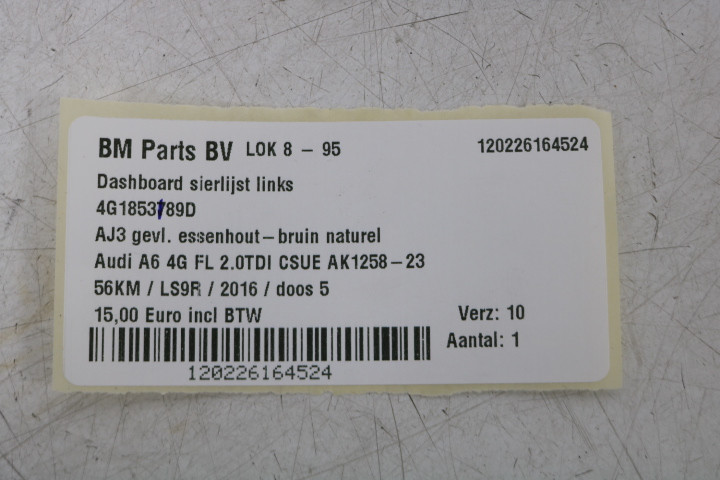 BM Parts BV LOK 8 - 95 120226164524
Dashboard sierlijst links
4G1853189D
AJ3 gevl. essenhout-bruin naturel
Audi A6 4G FL 2.0TDI CSUE AK1258-23
56KM / LS9R / 2016 / doos 5
15,00 Euro incl BTW Verz: 10
Aantal: 1
120226164524